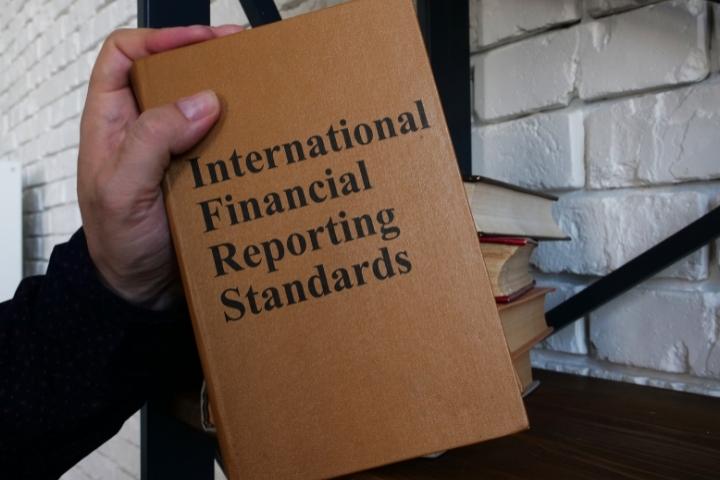 International
Financial
Reporting
Standards